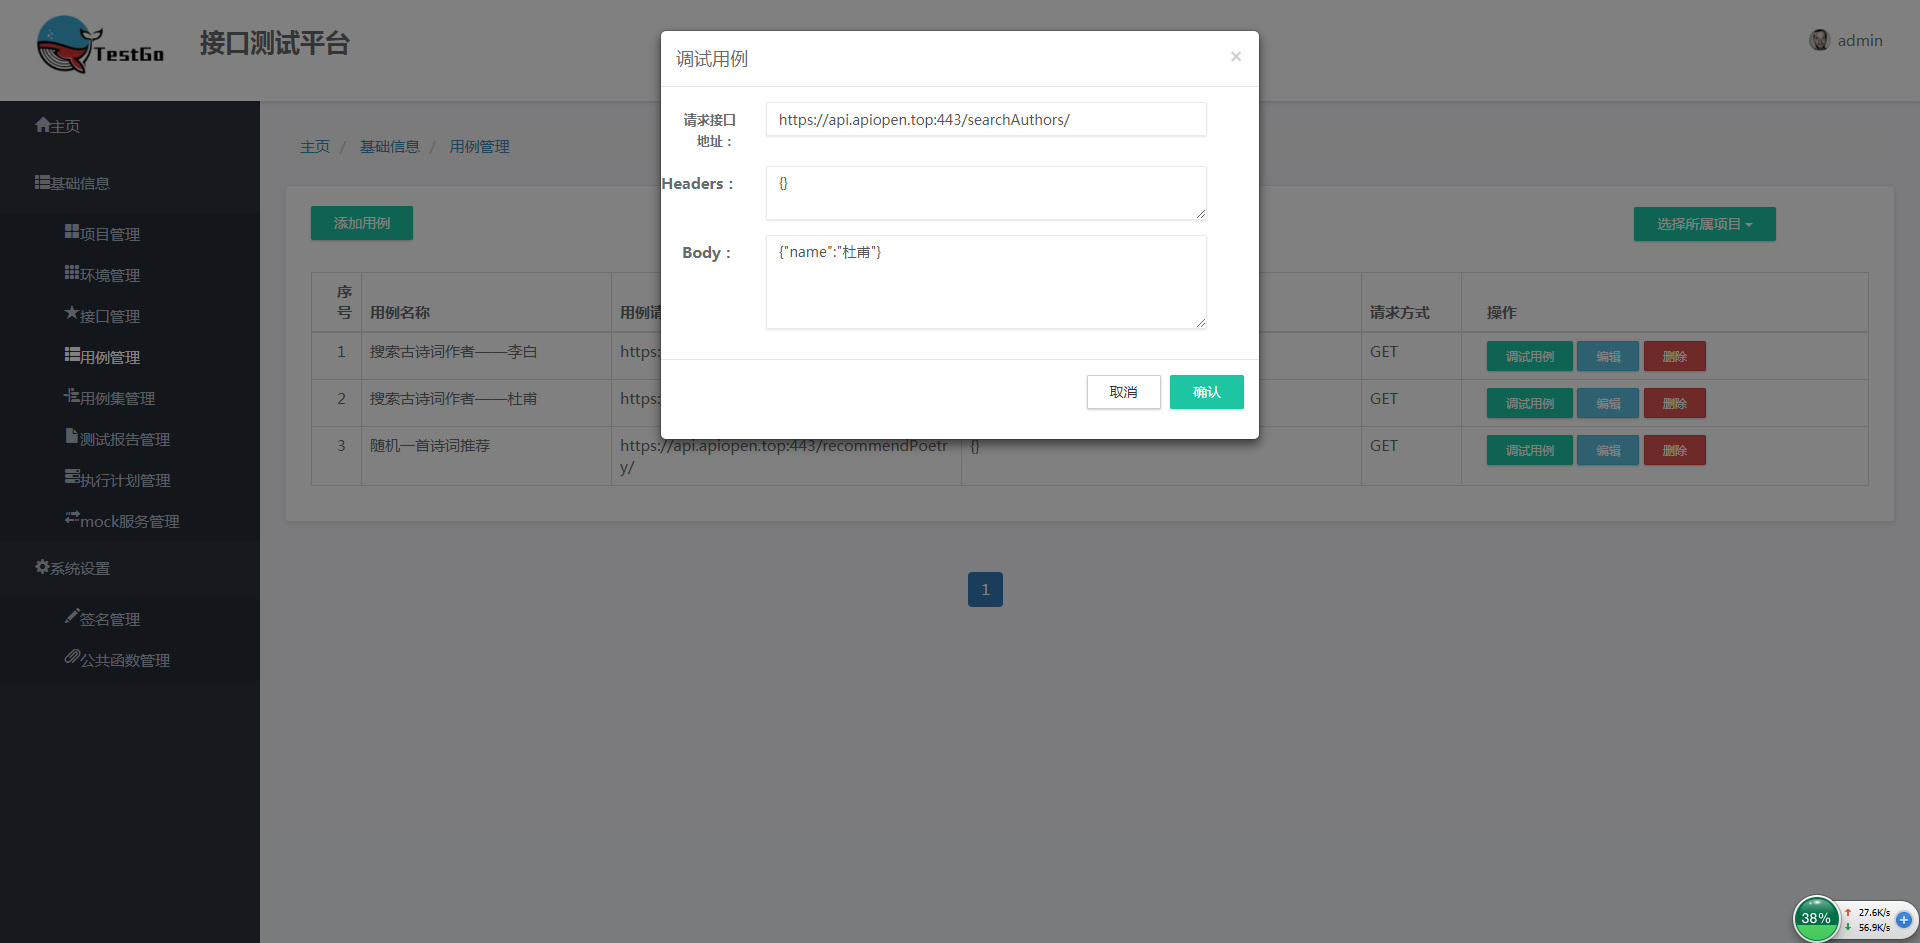 TestGo
接口测试平台
admin
主页
基础信息
项目管理
环境管理
接口管理
用例管理
用例集管理
测试报告管理
执行计划管理
mock服务管理
系统设置
签名管理
公共函数管理
主页 / 基础信息 / 用例管理
添加用例
选择所属项目
序号
用例名称
用例请
请求方式
操作
1 搜索古诗词作者——李白 https: GET 调试用例 编辑 删除
2 搜索古诗词作者——杜甫 https: GET 调试用例 编辑 删除
3 随机一首诗词推荐 https://api.apiopen.top:443/recommendPoetr {} GET 调试用例 编辑 删除
y/
1
调试用例 ×
请求接口 https://api.apiopen.top:443/searchAuthors/
地址：
Headers： {}
Body： {"name":"杜甫"}
取消 确认
38% 27.6K/s
56.9K/s